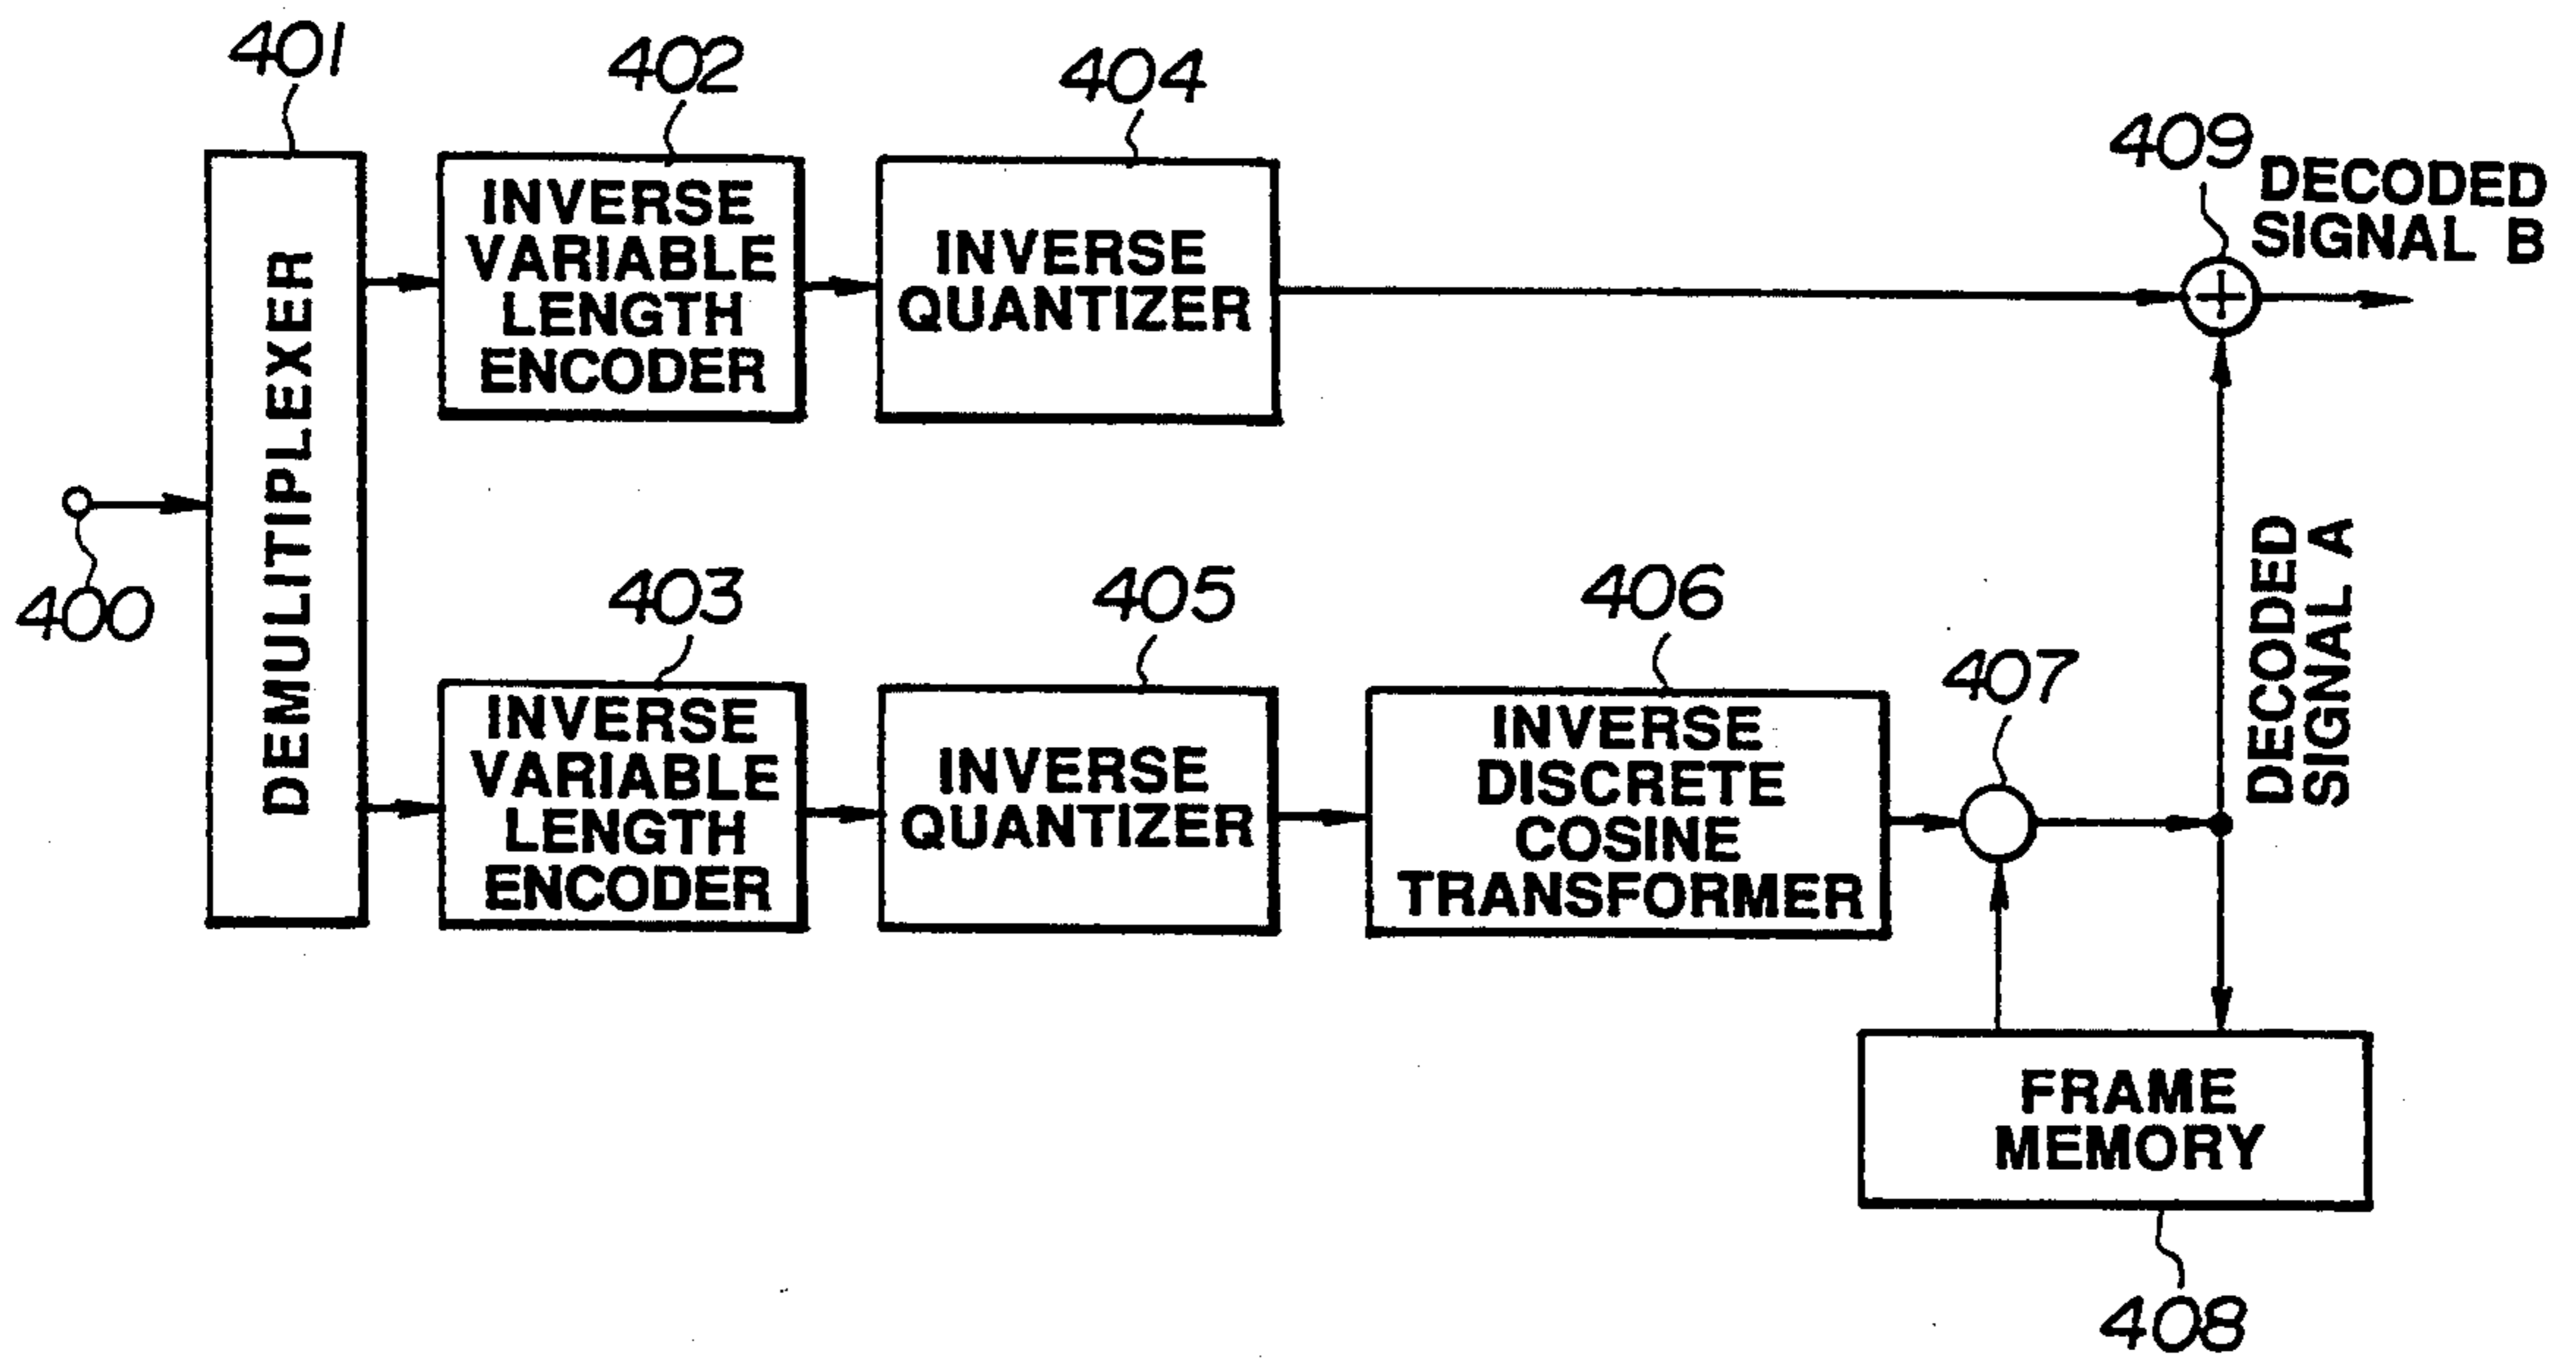 401
402
404
409
DECODED
SIGNAL B
INVERSE
VARIABLE
LENGTH
ENCODER
INVERSE
QUANTIZER
DEMULITIPLEXER
400
403
405
406
407
DECODED
SIGNAL A
INVERSE
VARIABLE
LENGTH
ENCODER
INVERSE
QUANTIZER
INVERSE
DISCRETE
COSINE
TRANSFORMER
FRAME
MEMORY
408